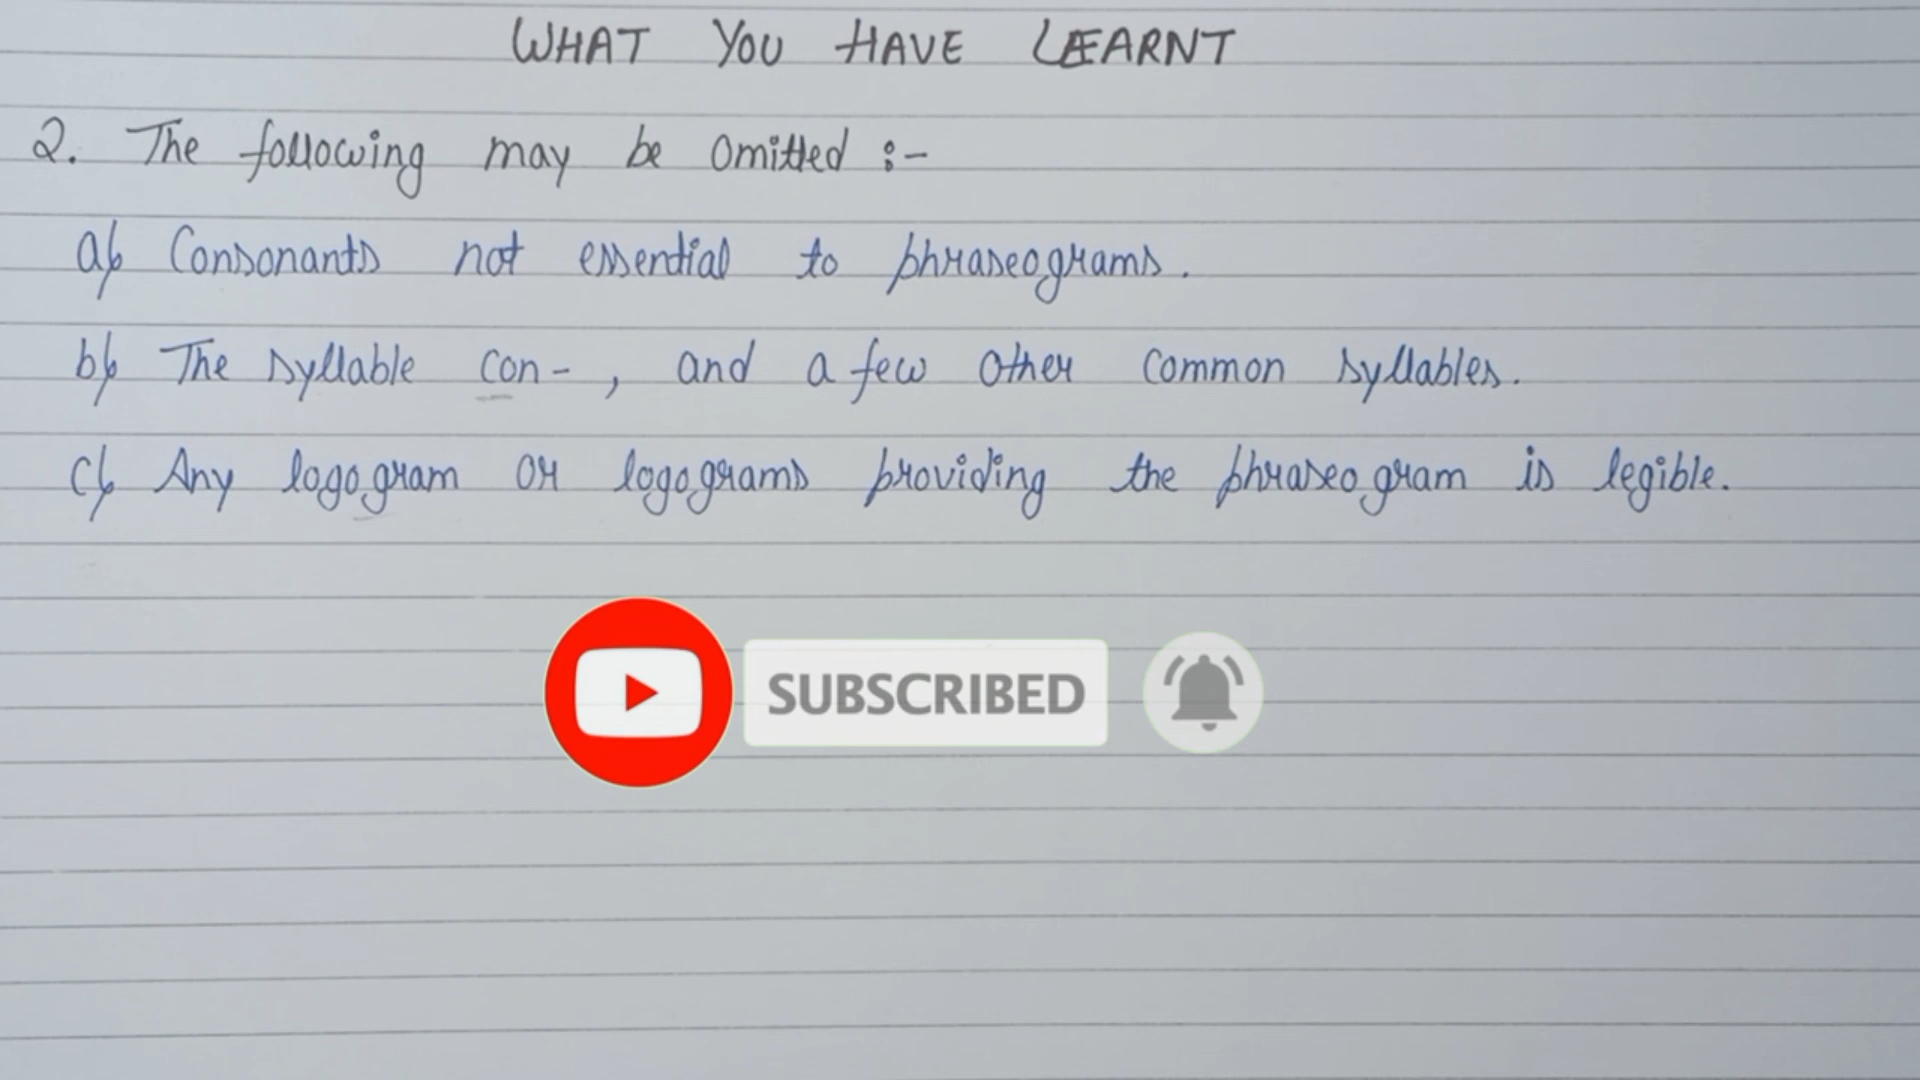 WHAT YOU HAVE LEARNT
2. The following may be omitted :-
a/ Consonants not essential to phraseograms.
b/ The syllable con- , and a few other common syllables.
c/ Any logogram or logograms providing the phraseogram is legible.
SUBSCRIBED